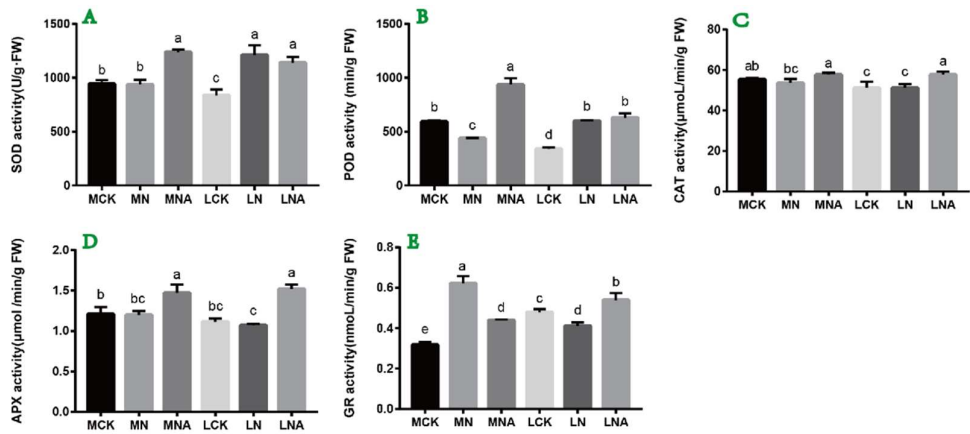 A
SOD activity(U/g·FW)
1500
1000
500
0
b b a c a a
MCK MN MNA LCK LN LNA
B
POD activity (min/g FW)
1500
1000
500
0
b c a d b b
MCK MN MNA LCK LN LNA
C
CAT activity(μmoL/min/g FW)
80
60
40
20
0
ab bc a c c a
MCK MN MNA LCK LN LNA
D
APX activity(μmol /min/g FW)
2.0
1.5
1.0
0.5
0.0
b bc a bc c a
MCK MN MNA LCK LN LNA
E
GR activity(nmoL/min/g FW)
0.8
0.6
0.4
0.2
0.0
e a d c d b
MCK MN MNA LCK LN LNA